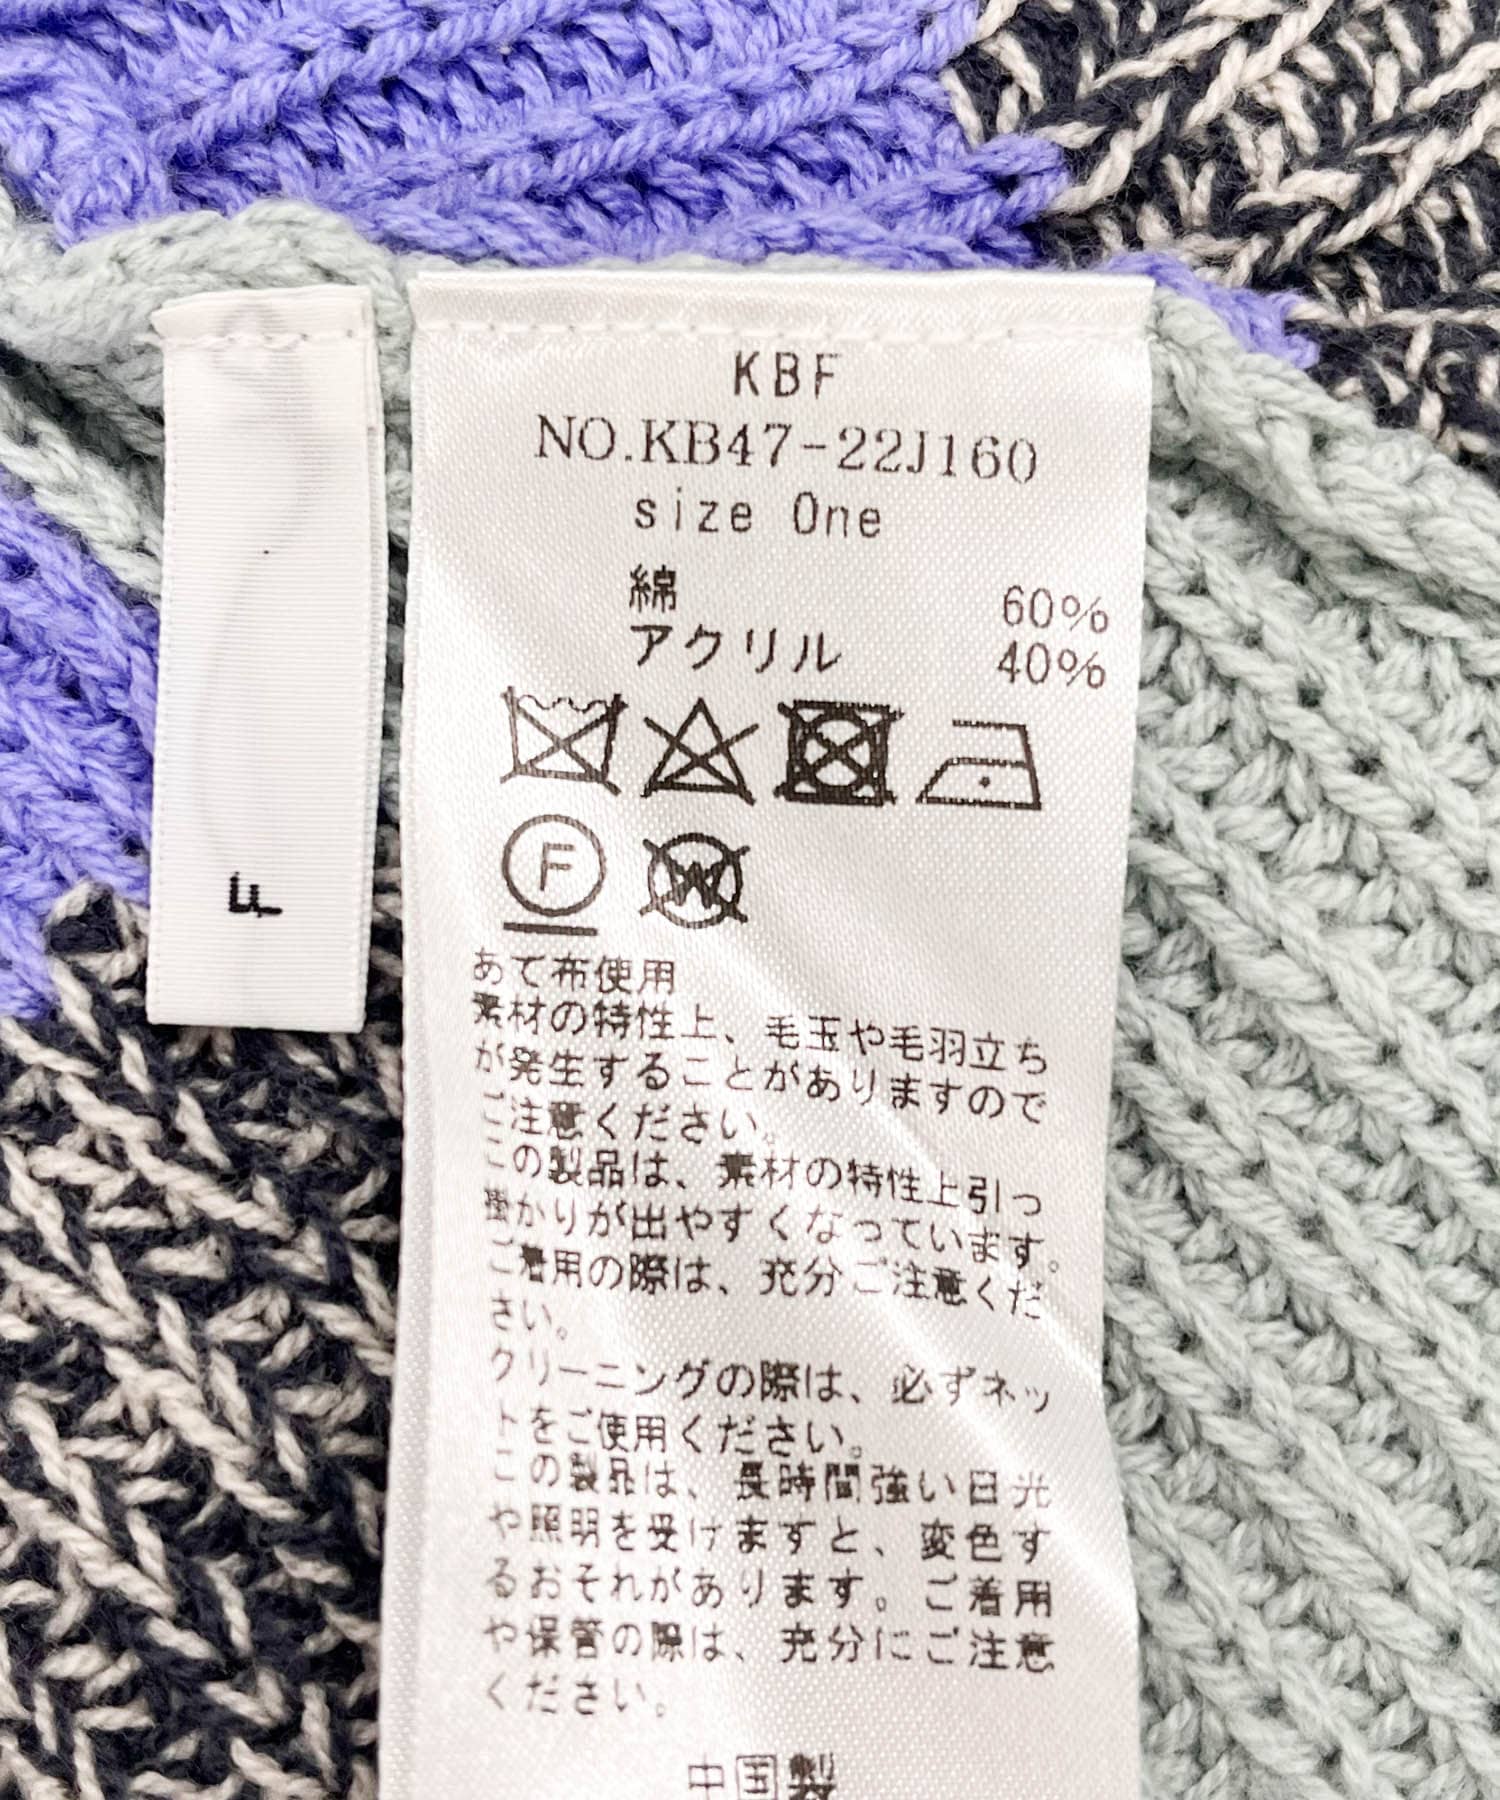 KBF
NO.KB47-22J160
size One
綿 60%
アクリル 40%
F
W
あて布使用
素材の特性上、毛玉や毛羽立ち
が発生することがありますので
ご注意ください。
この製品は、素材の特性上引っ
掛かりが出やすくなっています。
ご着用の際は、充分ご注意くだ
さい。
クリーニングの際は、必ずネッ
トをご使用ください。
この製品は、長時間強い日光
や照明を受けますと、変色す
るおそれがあります。ご着用
や保管の際は、充分にご注意
ください。
中国製
F